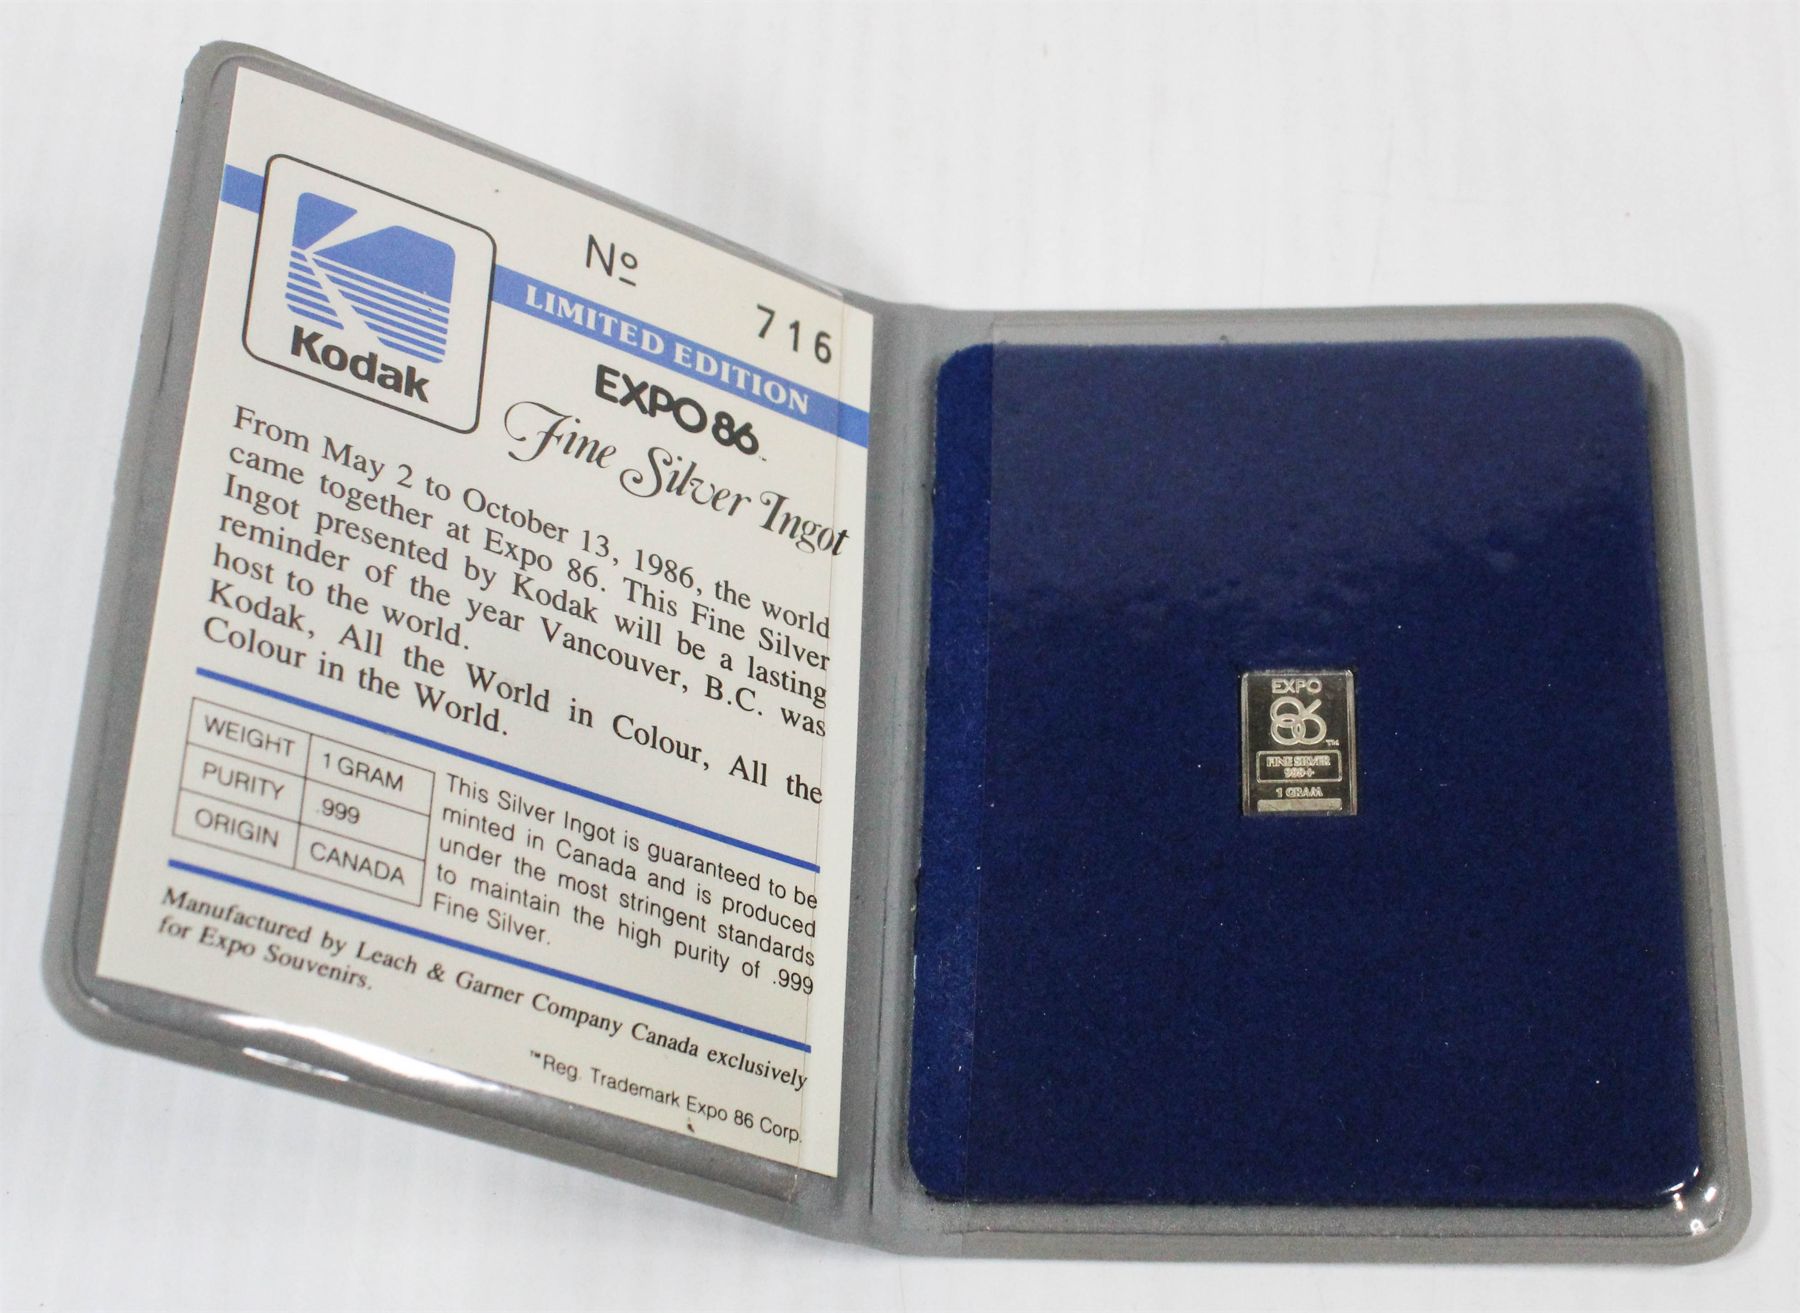 Nº
716
LIMITED EDITION
Kodak
EXPO 86™
Fine Silver Ingot
From May 2 to October 13, 1986, the world
came together at Expo 86. This Fine Silver
Ingot presented by Kodak will be a lasting
reminder of the year Vancouver, B.C. was
host to the world.
Kodak, All the World in Colour, All the
Colour in the World.
WEIGHT 1 GRAM
PURITY .999
ORIGIN CANADA
This Silver Ingot is guaranteed to be
minted in Canada and is produced
under the most stringent standards
to maintain the high purity of .999
Fine Silver.
Manufactured by Leach & Garner Company Canada exclusively
for Expo Souvenirs.
™Reg. Trademark Expo 86 Corp.
EXPO
86™
FINE SILVER
1 GRAM